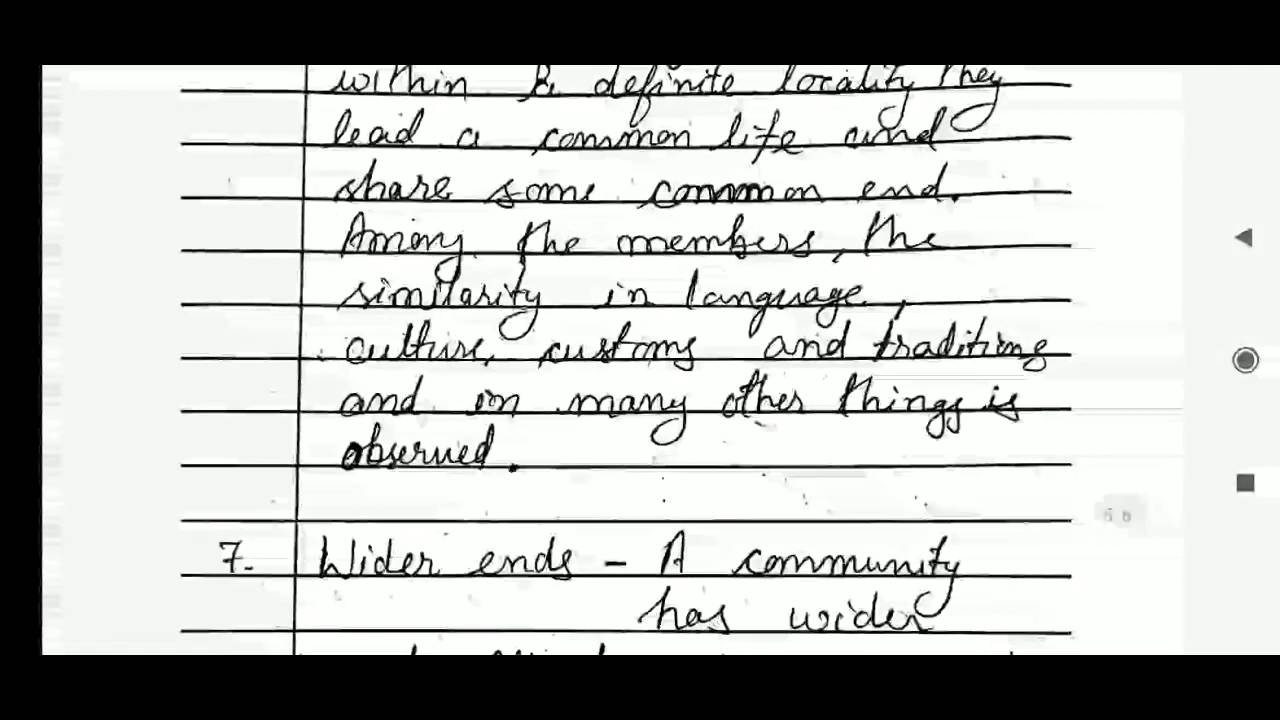 within a definite locality they
lead a common life and
share some common end.
Among the members, the
similarity in language,
culture, customs and traditions
and in many other things is
observed.
7. Wider ends - A community
has wider